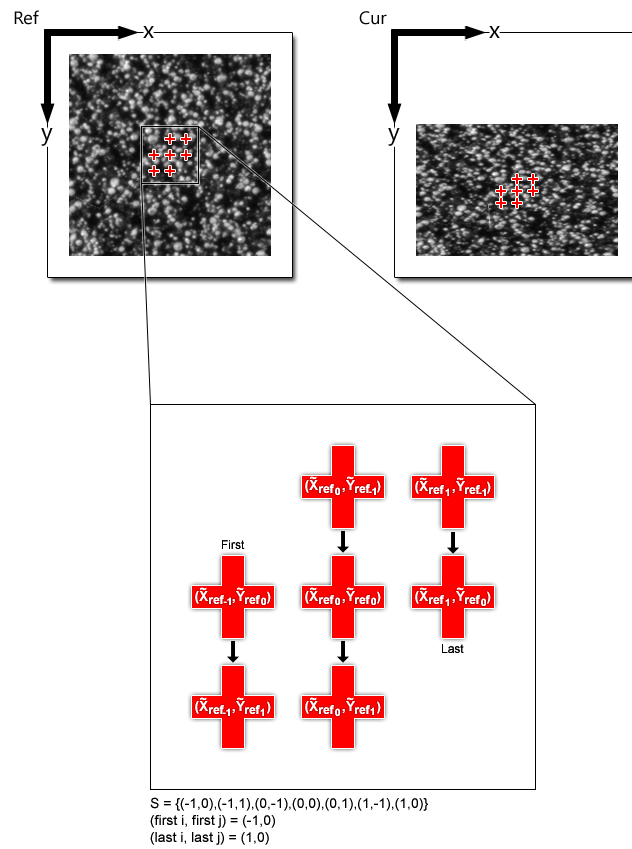 Ref
x
y
Cur
x
y
(X̃ref0,Ỹref-1)
(X̃ref1,Ỹref-1)
First
(X̃ref-1,Ỹref0)
(X̃ref0,Ỹref0)
(X̃ref1,Ỹref0)
Last
(X̃ref-1,Ỹref1)
(X̃ref0,Ỹref1)
S = {(-1,0),(-1,1),(0,-1),(0,0),(0,1),(1,-1),(1,0)}
(first i, first j) = (-1,0)
(last i, last j) = (1,0)